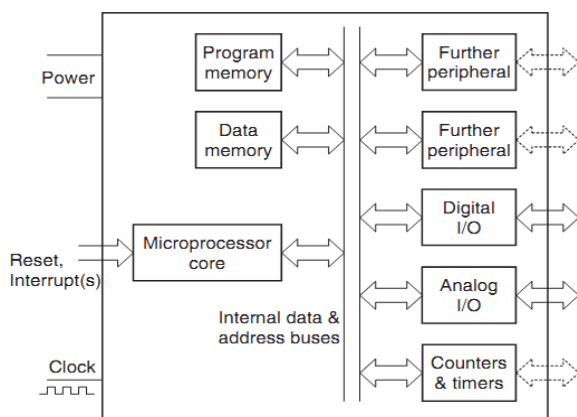 Power
Program
memory
Further
peripheral
Data
memory
Further
peripheral
Digital
I/O
Reset,
Interrupt(s)
Microprocessor
core
Analog
I/O
Internal data &
address buses
Clock
Counters
& timers